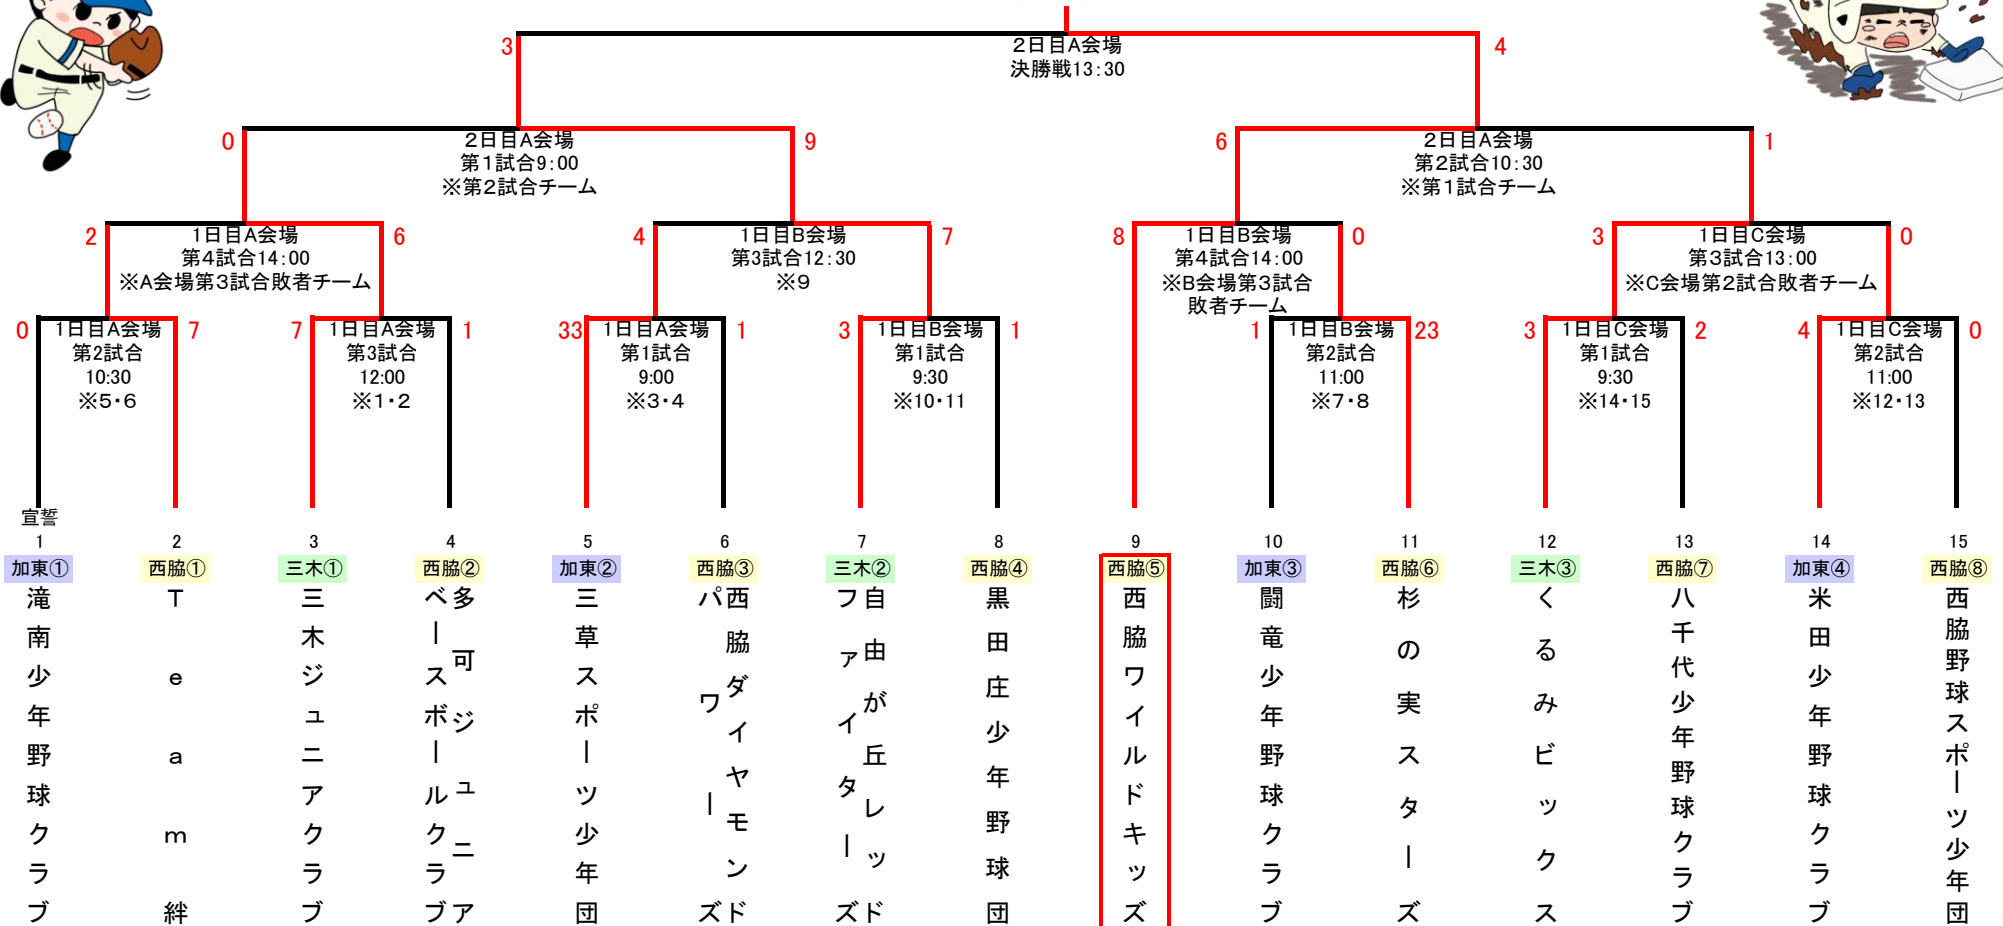 3
2日目A会場
決勝戦13:30
4
0
2日目A会場
第1試合9:00
※第2試合チーム
9
6
2日目A会場
第2試合10:30
※第1試合チーム
1
2
1日目A会場
第4試合14:00
※A会場第3試合敗者チーム
6
4
1日目B会場
第3試合12:30
※9
7
8
1日目B会場
第4試合14:00
※B会場第3試合
敗者チーム
0
3
1日目C会場
第3試合13:00
※C会場第2試合敗者チーム
0
0
1日目A会場
第2試合
10:30
※5・6
7
7
1日目A会場
第3試合
12:00
※1・2
1
33
1日目A会場
第1試合
9:00
※3・4
1
3
1日目B会場
第1試合
9:30
※10・11
1
1
1日目B会場
第2試合
11:00
※7・8
23
3
1日目C会場
第1試合
9:30
※14・15
2
4
1日目C会場
第2試合
11:00
※12・13
0
宣誓
1
加東①
滝南少年野球クラブ
2
西脇①
Team絆
3
三木①
三木ジュニアクラブ
4
西脇②
多可ジュニア
ベースボールクラブ
5
加東②
三草スポーツ少年団
6
西脇③
西脇ダイヤモンド
パワーズ
7
三木②
自由が丘レッド
ファイターズ
8
西脇④
黒田庄少年野球団
9
西脇⑤
西脇ワイルドキッズ
10
加東③
闘竜少年野球クラブ
11
西脇⑥
杉の実スターズ
12
三木③
くるみビックス
13
西脇⑦
八千代少年野球クラブ
14
加東④
米田少年野球クラブ
15
西脇⑧
西脇野球スポーツ少年団